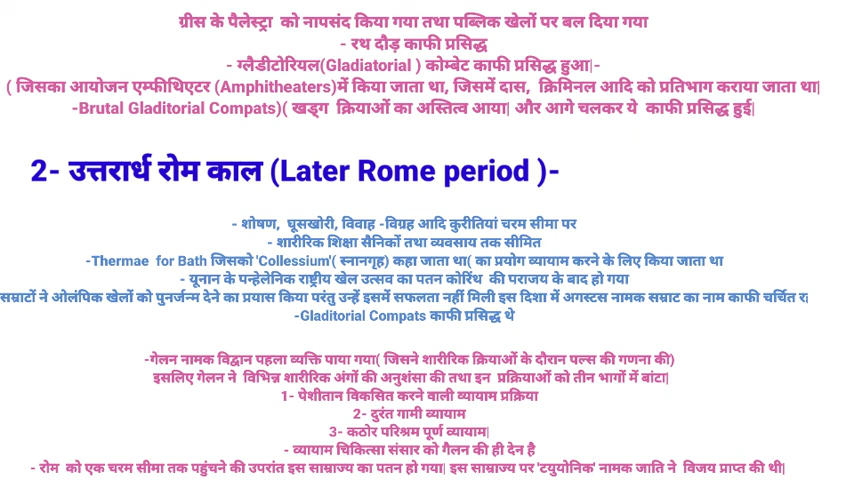 ग्रीस के पैलेस्ट्रा  को नापसंद किया गया तथा पब्लिक खेलों पर बल दिया गया
- रथ दौड़ काफी प्रसिद्ध
- ग्लैडीटोरियल(Gladiatorial ) कोम्बेट काफी प्रसिद्ध हुआ|-
( जिसका आयोजन एम्फीथिएटर (Amphitheaters)में किया जाता था, जिसमें दास,  क्रिमिनल आदि को प्रतिभाग कराया जाता था|
-Brutal Gladitorial Compats)( खड्ग  क्रियाओं का अस्तित्व आया| और आगे चलकर ये  काफी प्रसिद्ध हुई|
2- उत्तरार्ध रोम काल (Later Rome period )-
- शोषण,  घूसखोरी, विवाह -विग्रह आदि कुरीतियां चरम सीमा पर
- शारीरिक शिक्षा सैनिकों तथा व्यवसाय तक सीमित
-Thermae  for Bath जिसको 'Collessium'( स्नानगृह) कहा जाता था( का प्रयोग व्यायाम करने के लिए किया जाता था
- यूनान के पन्हेलेनिक राष्ट्रीय खेल उत्सव का पतन कोरिंथ  की पराजय के बाद हो गया
सम्राटों ने ओलंपिक खेलों को पुनर्जन्म देने का प्रयास किया परंतु उन्हें इसमें सफलता नहीं मिली इस दिशा में अगस्टस नामक सम्राट का नाम काफी चर्चित
-Gladitorial Compats काफी प्रसिद्ध थे
-गेलन नामक विद्वान पहला व्यक्ति पाया गया( जिसने शारीरिक क्रियाओं के दौरान पल्स की गणना की)
इसलिए गेलन ने  विभिन्न शारीरिक अंगों की अनुशंसा की तथा इन  प्रक्रियाओं को तीन भागों में बांटा|
1- पेशीतान विकसित करने वाली व्यायाम प्रक्रिया
2- दुरंत गामी व्यायाम
3- कठोर परिश्रम पूर्ण व्यायाम|
- व्यायाम चिकित्सा संसार को गैलन की ही देन है
- रोम  को एक चरम सीमा तक पहुंचने की उपरांत इस साम्राज्य का पतन हो गया| इस साम्राज्य पर 'टयुयोनिक' नामक जाति ने  विजय प्राप्त की थी|